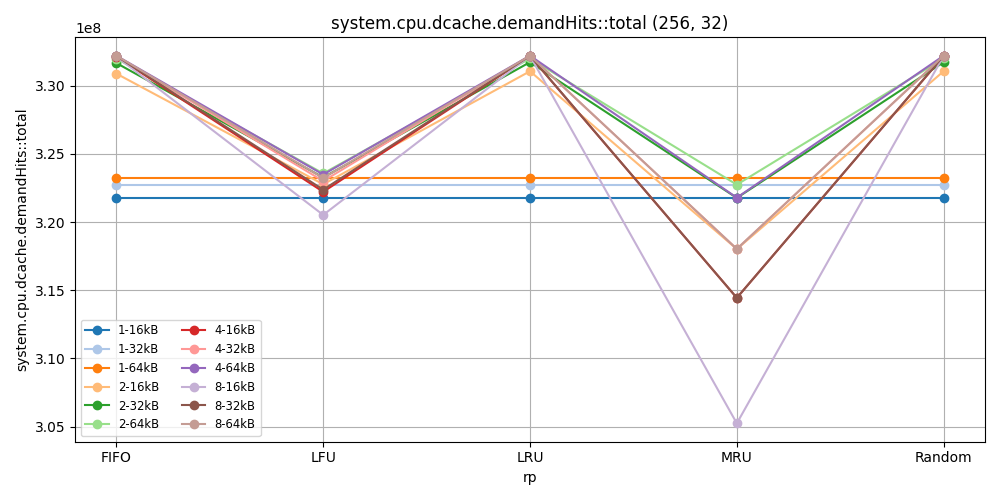 system.cpu.dcache.demandHits::total (256, 32)
1e8
3.30
3.25
3.20
3.15
3.10
3.05
system.cpu.dcache.demandHits::total
1-16kB
1-32kB
1-64kB
2-16kB
2-32kB
2-64kB
4-16kB
4-32kB
4-64kB
8-16kB
8-32kB
8-64kB
FIFO LFU LRU MRU Random
rp